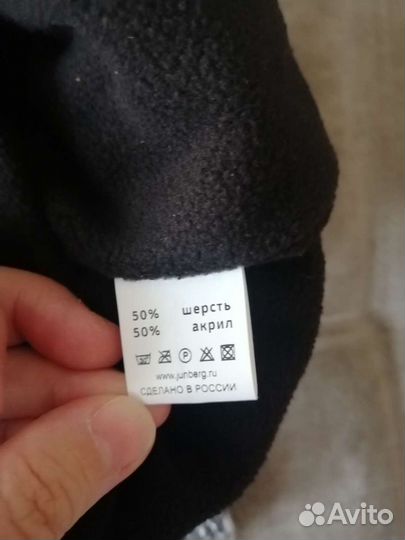 50% шерсть
50% акрил
www.junberg.ru
СДЕЛАНО В РОССИИ
Avito